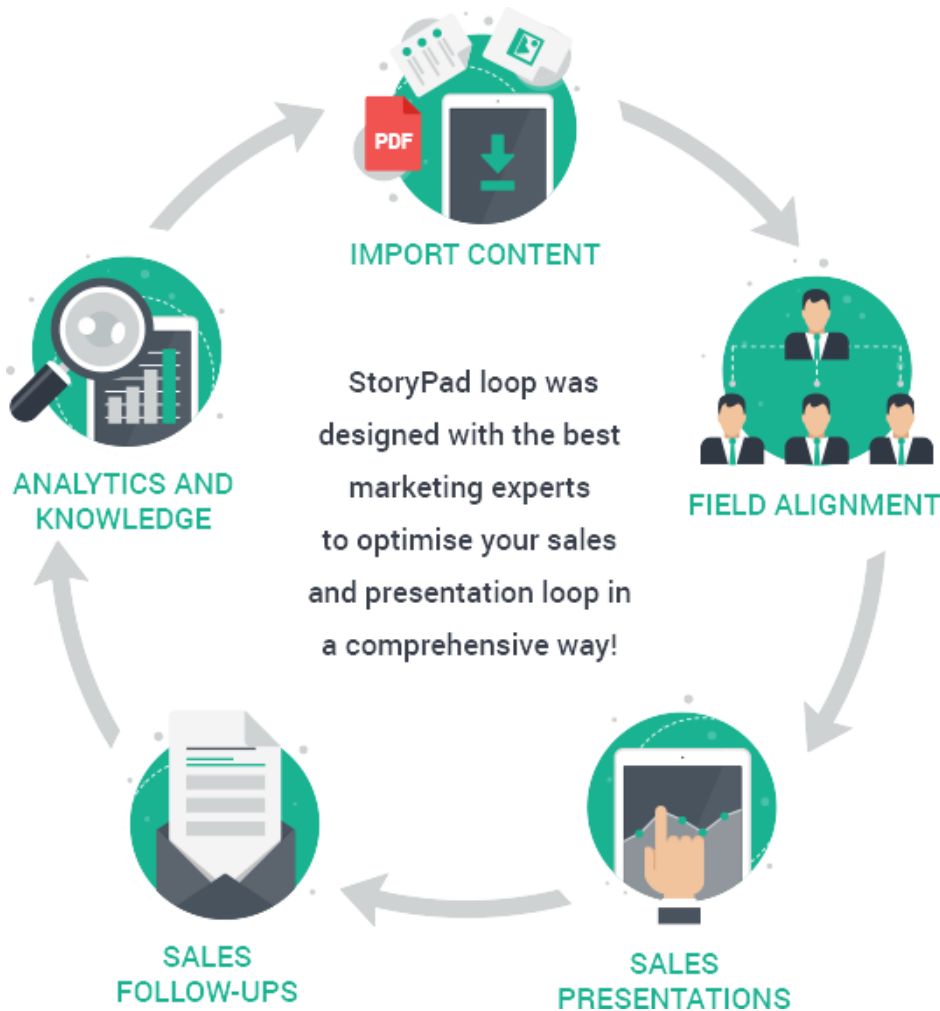 PDF
IMPORT CONTENT
FIELD ALIGNMENT
SALES
PRESENTATIONS
SALES
FOLLOW-UPS
ANALYTICS AND
KNOWLEDGE
StoryPad loop was
designed with the best
marketing experts
to optimise your sales
and presentation loop in
a comprehensive way!